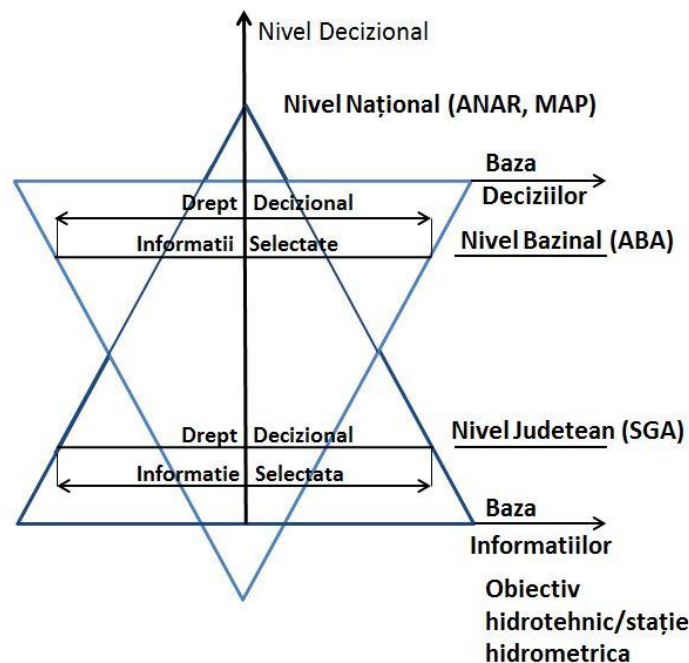 Nivel Decizional
Nivel Național (ANAR, MAP)
Baza
Deciziilor
Drept Decizional
Informatii Selectate
Nivel Bazinal (ABA)
Drept Decizional
Nivel Judetean (SGA)
Informatie Selectata
Baza
Informatiilor
Obiectiv
hidrotehnic/stație
hidrometrica